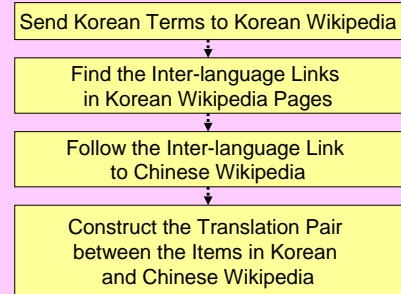 Send Korean Terms to Korean Wikipedia
Find the Inter-language Links
in Korean Wikipedia Pages
Follow the Inter-language Link
to Chinese Wikipedia
Construct the Translation Pair
between the Items in Korean
and Chinese Wikipedia